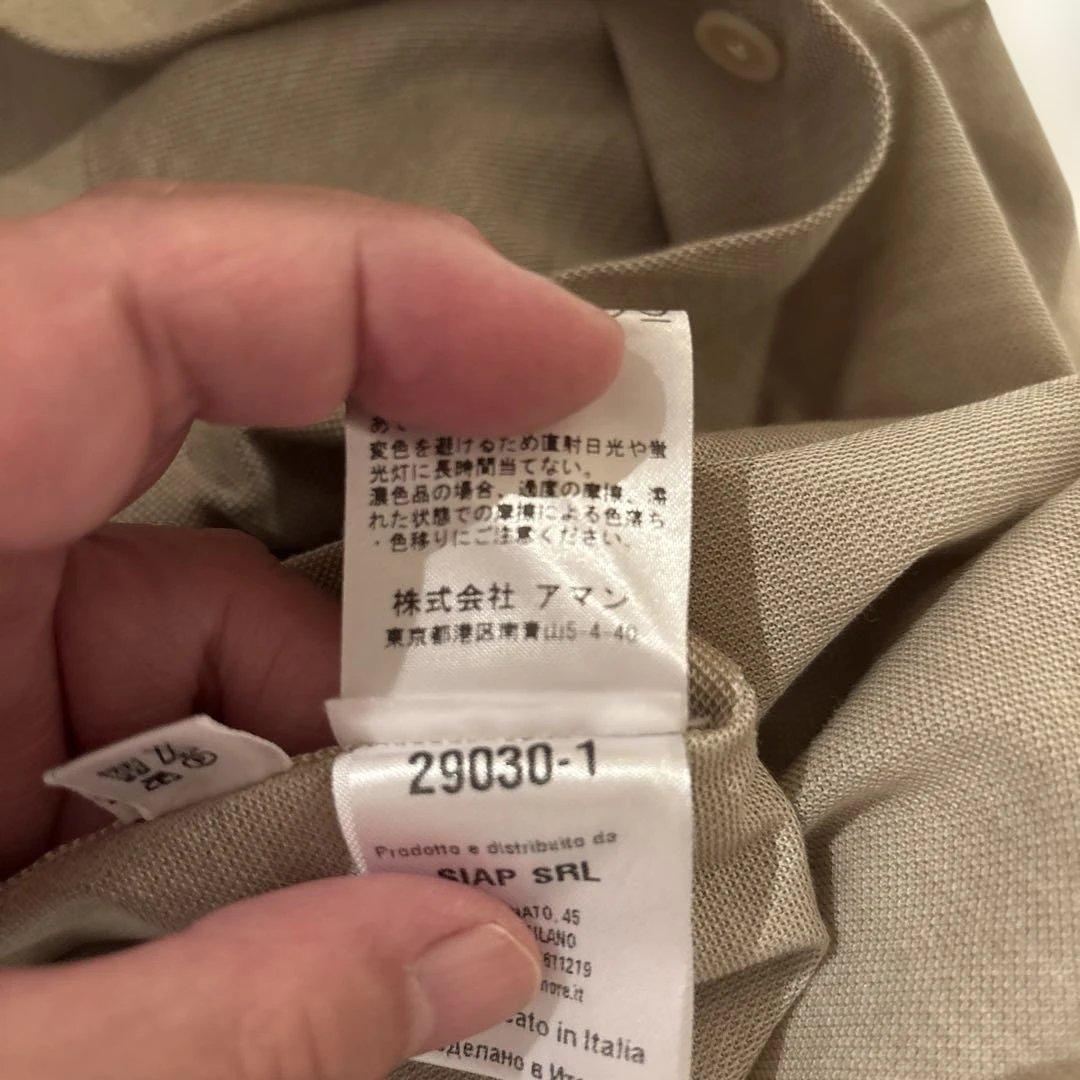 変色を避けるため直射日光や蛍
光灯に長時間当てない。
濃色品の場合、過度の摩擦、濡
れた状態での摩擦による色落ち
・色移りにご注意ください。
株式会社 アマン
東京都港区南青山5-4-40
29030-1
Prodotto e distribuito da
SIAP SRL
45
611219
in Italia
в